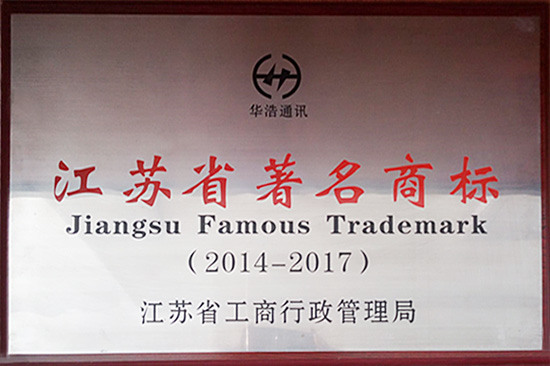 华浩通讯
江苏省著名商标
Jiangsu Famous Trademark
(2014-2017)
江苏省工商行政管理局